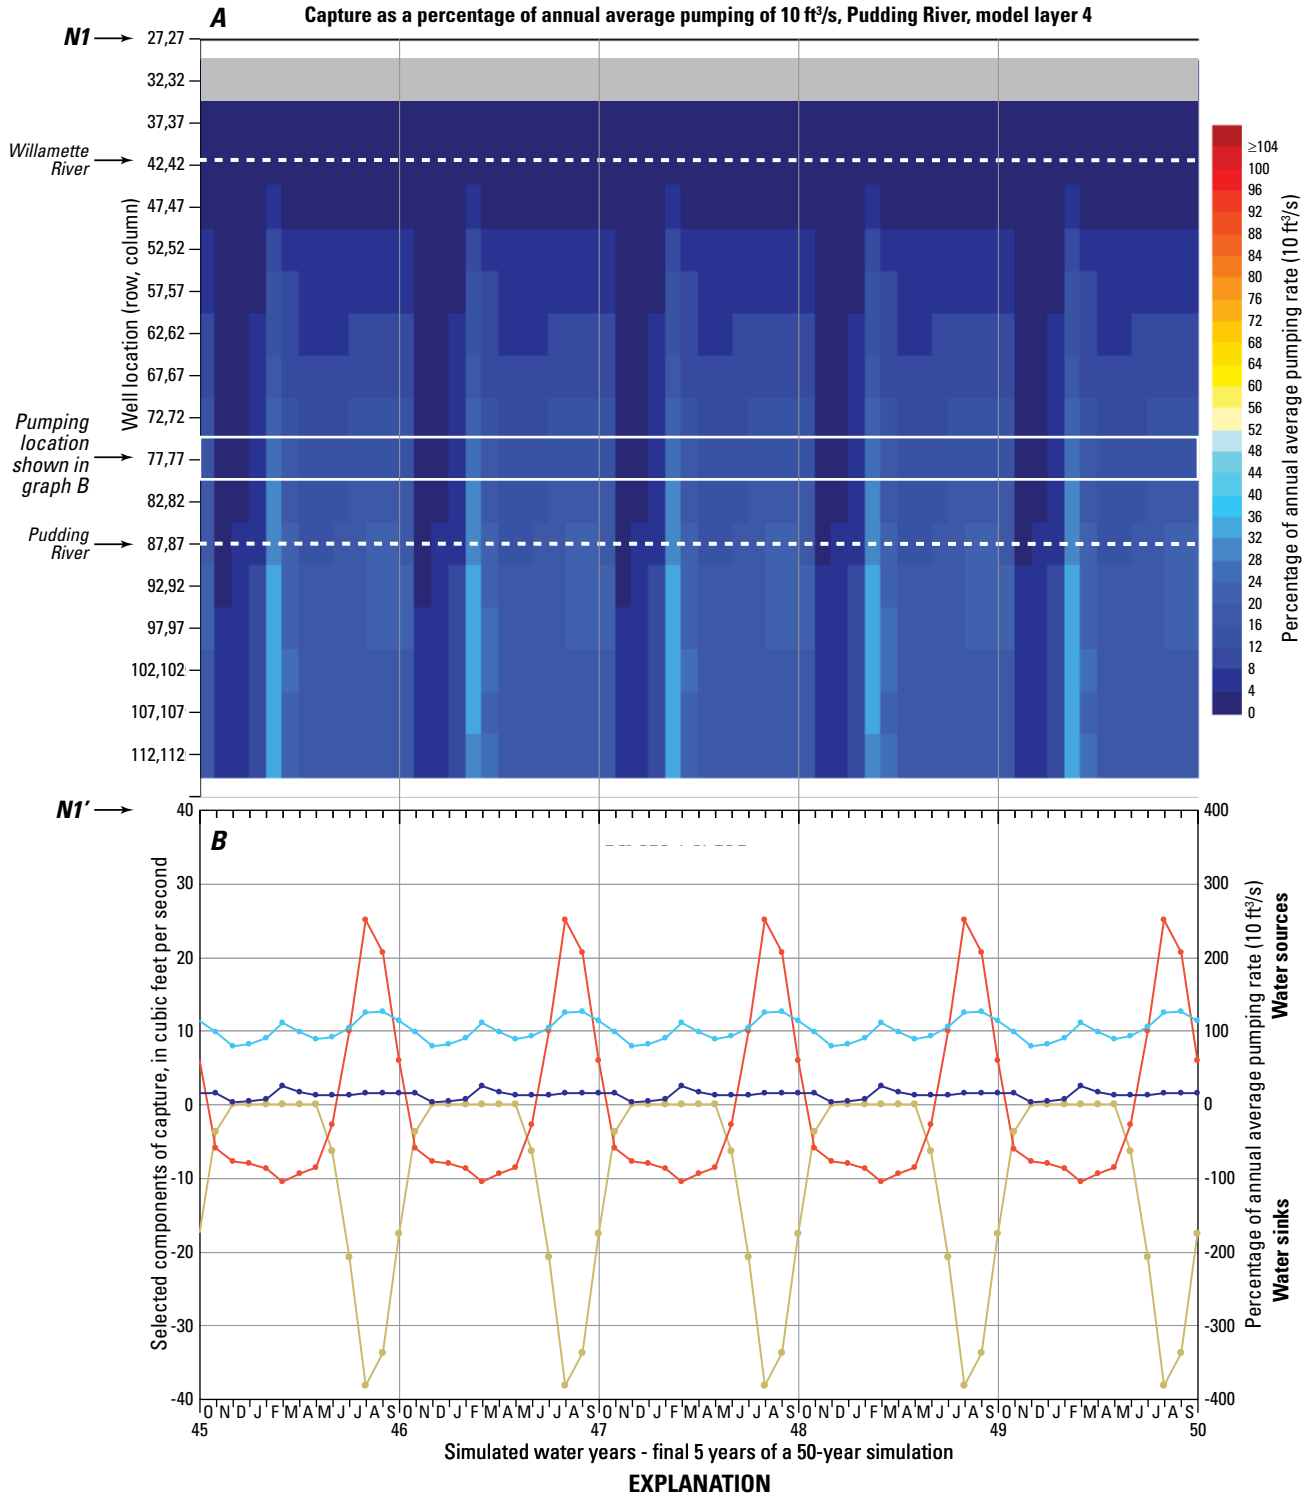 A
Capture as a percentage of annual average pumping of 10 ft³/s, Pudding River, model layer 4
N1
27,27
32,32
37,37
Willamette
River
42,42
47,47
52,52
57,57
62,62
67,67
72,72
77,77
82,82
87,87
92,92
97,97
102,102
107,107
112,112
Well location (row, column)
Pumping
location
shown in
graph B
Pudding
River
≥104
100
96
92
88
84
80
76
72
68
64
60
56
52
48
44
40
36
32
28
24
20
16
12
8
4
0
Percentage of annual average pumping rate (10 ft³/s)
N1’
B
40
30
20
10
0
-10
-20
-30
-40
Selected components of capture, in cubic feet per second
400
300
200
100
0
-100
-200
-300
-400
Percentage of annual average pumping rate (10 ft³/s)
Water sources
Water sinks
O N D J F M A M J J A S O N D J F M A M J J A S O N D J F M A M J J A S O N D J F M A M J J A S O N D J F M A M J J A S
45 46 47 48 49 50
Simulated water years - final 5 years of a 50-year simulation
EXPLANATION